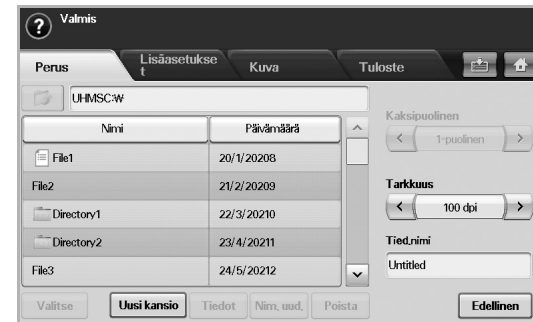 Valmis
Perus
Lisäasetukse
t
Kuva
Tuloste
UHMSC:\W
Nimi Päivämäärä
File1 20/1/20208
File2 21/2/20209
Directory1 22/3/20210
Directory2 23/4/20211
File3 24/5/20212
Kaksipuolinen
1-puolinen
Tarkkuus
100 dpi
Tied.nimi
Untitled
Valitse Uusi kansio Tiedot Nim. uud. Poista Edellinen